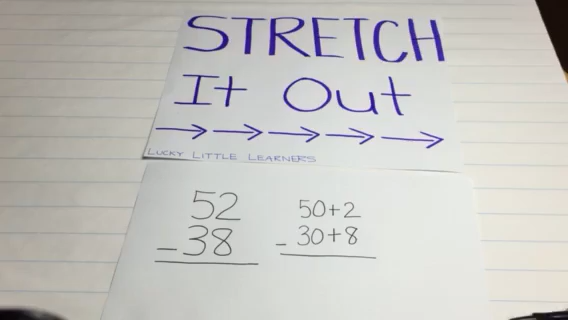 STRETCH
It Out
→ → → → →
LUCKY LITTLE LEARNERS
52
-38
50+2
- 30+8